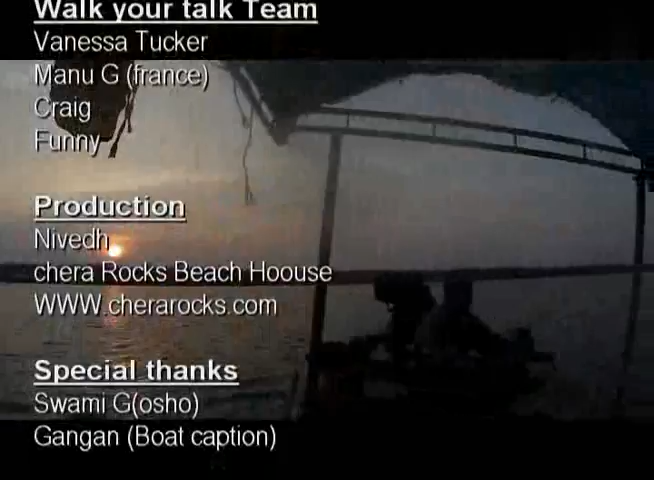 Walk your talk Team
Vanessa Tucker
Manu G (france)
Craig
Funny
Production
Nivedh
chera Rocks Beach Hoouse
WWW.cherarocks.com
Special thanks
Swami G(osho)
Gangan (Boat caption)